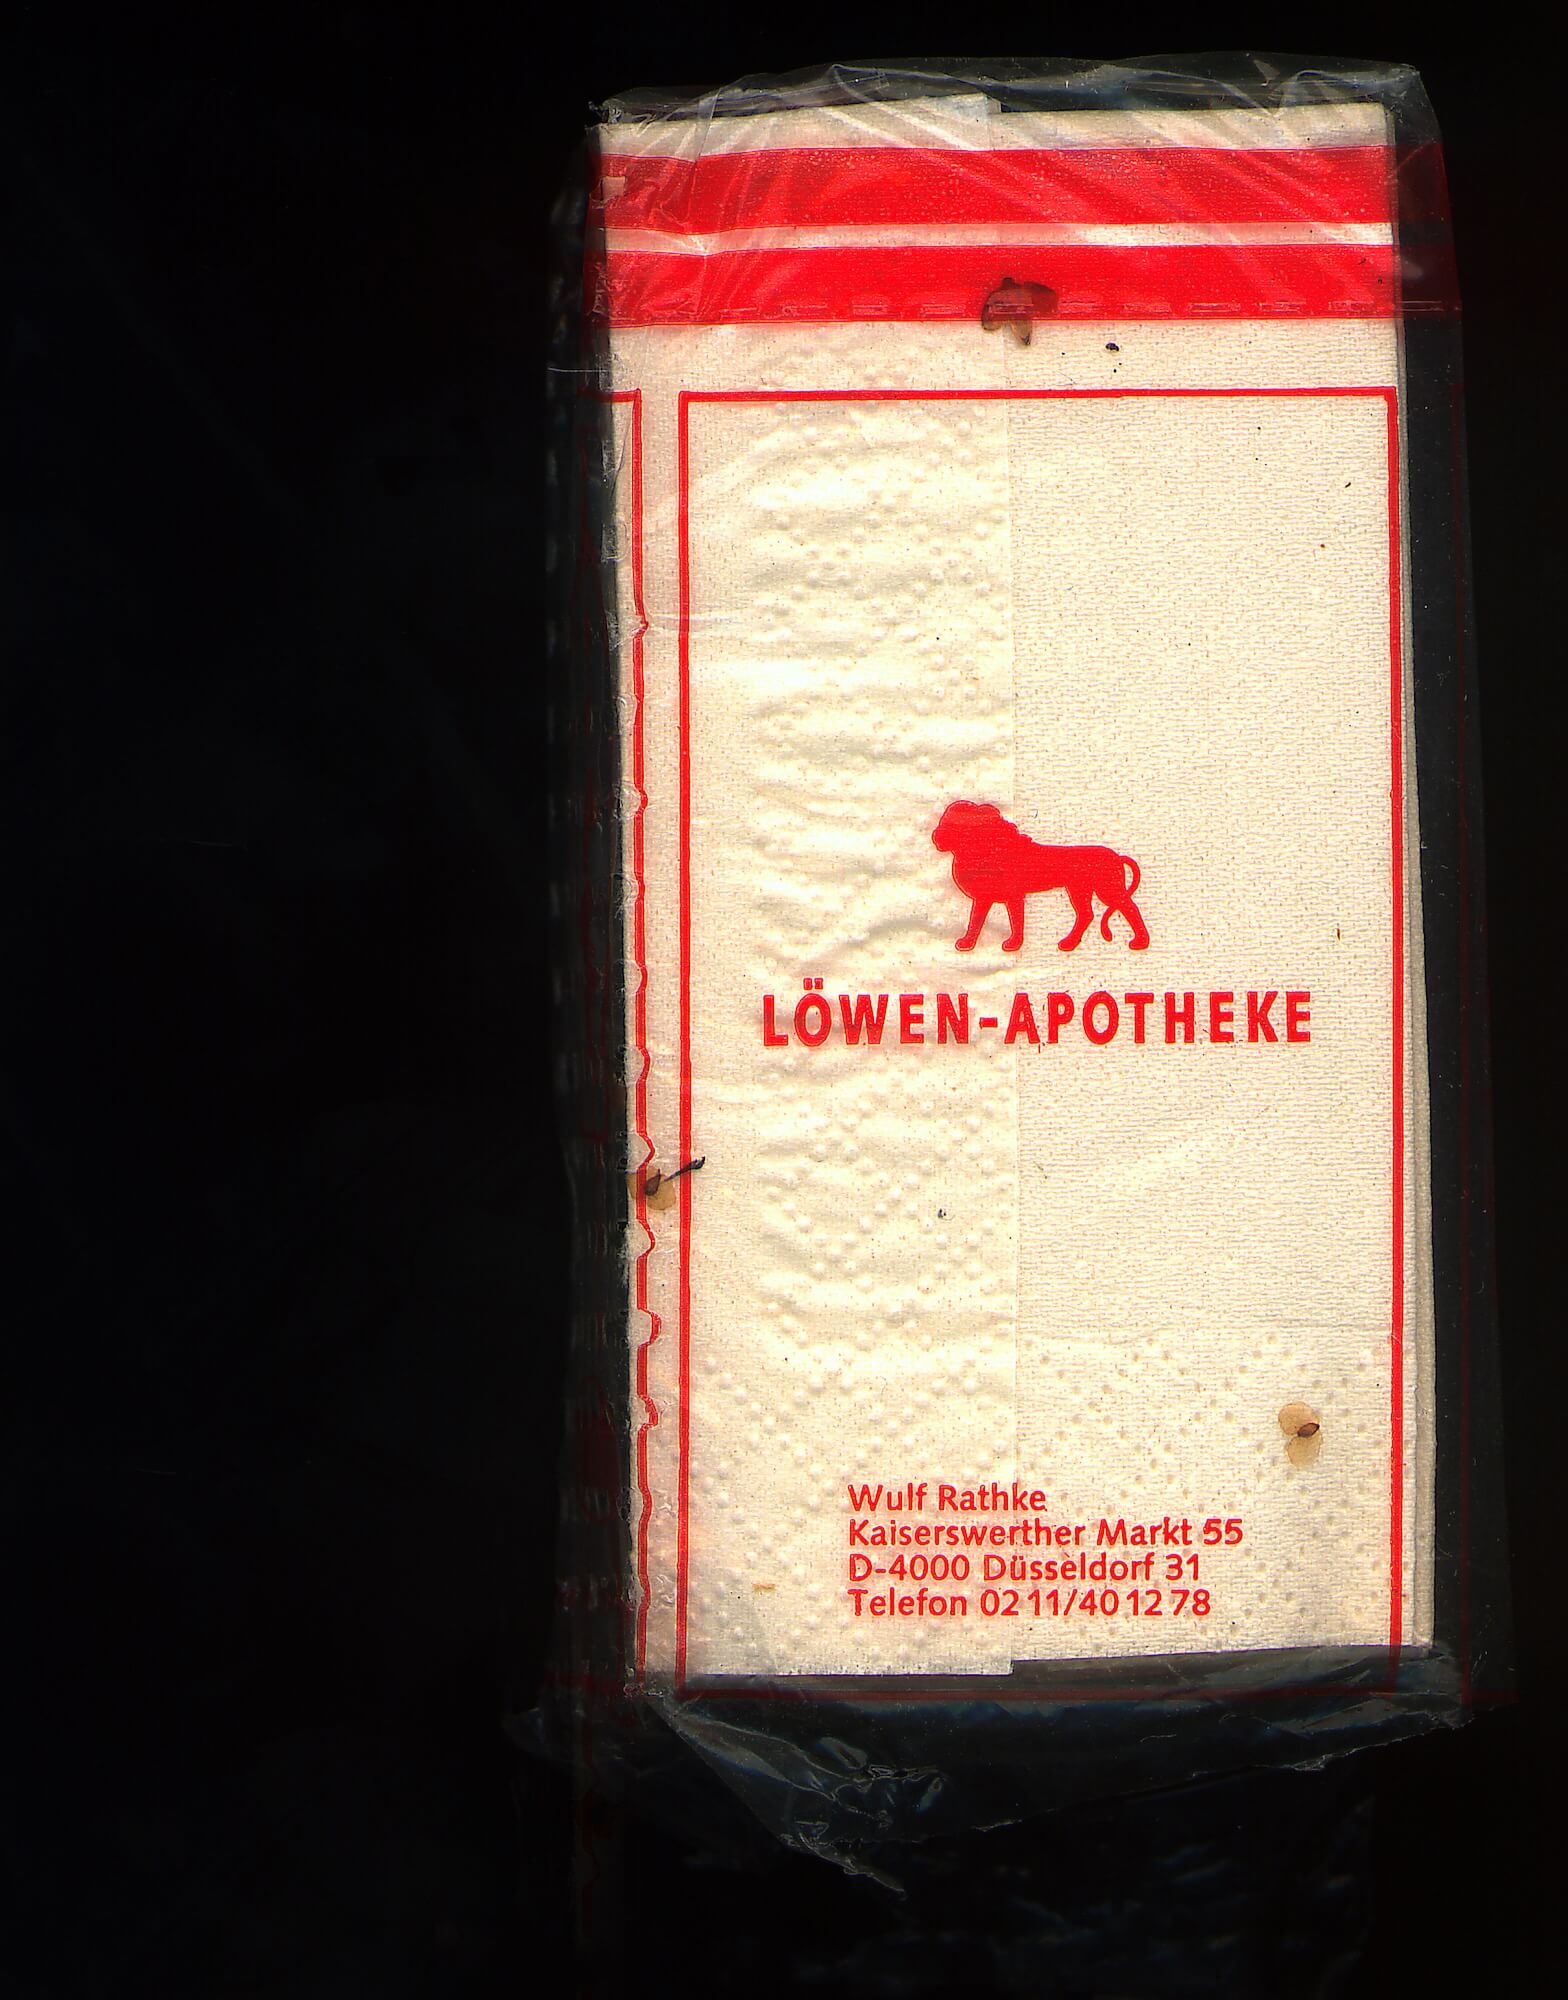 LÖWEN-APOTHEKE
Wulf Rathke
Kaiserswerther Markt 55
D-4000 Düsseldorf 31
Telefon 02 11/40 12 78